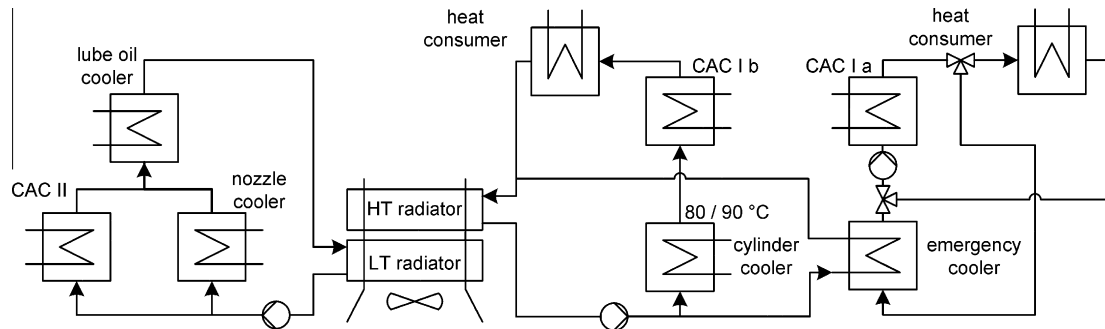 heat
consumer
heat
consumer
lube oil
cooler
CAC I b
CAC I a
CAC II
nozzle
cooler
HT radiator
80 / 90 °C
LT radiator
cylinder
cooler
emergency
cooler